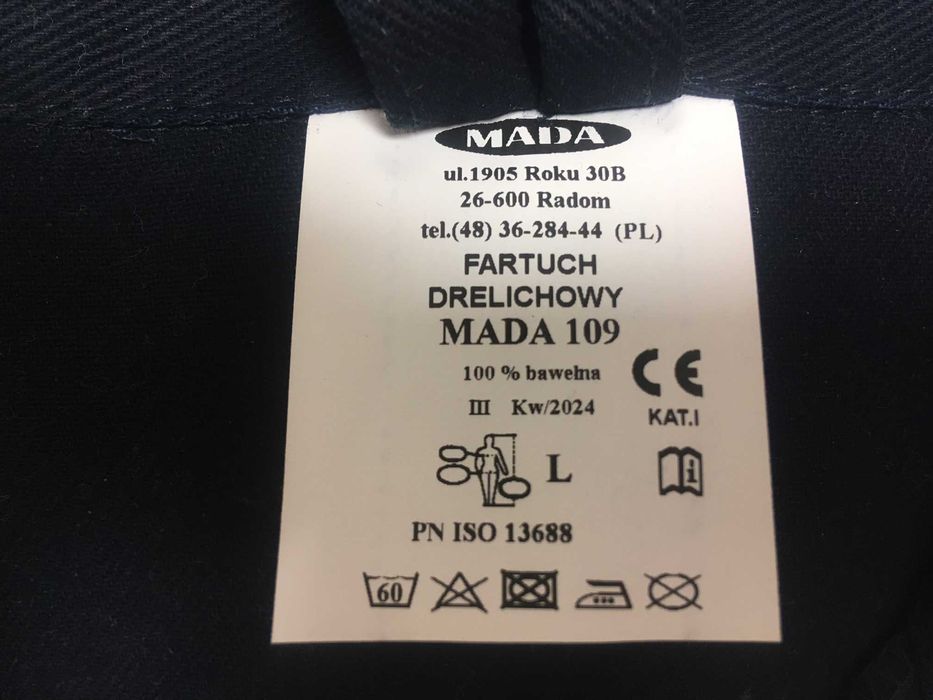 MADA
ul.1905 Roku 30B
26-600 Radom
tel.(48) 36-284-44 (PL)
FARTUCH
DRELICHOWY
MADA 109
100 % bawełna
III Kw/2024
CE
KAT.I
L
i
PN ISO 13688
60